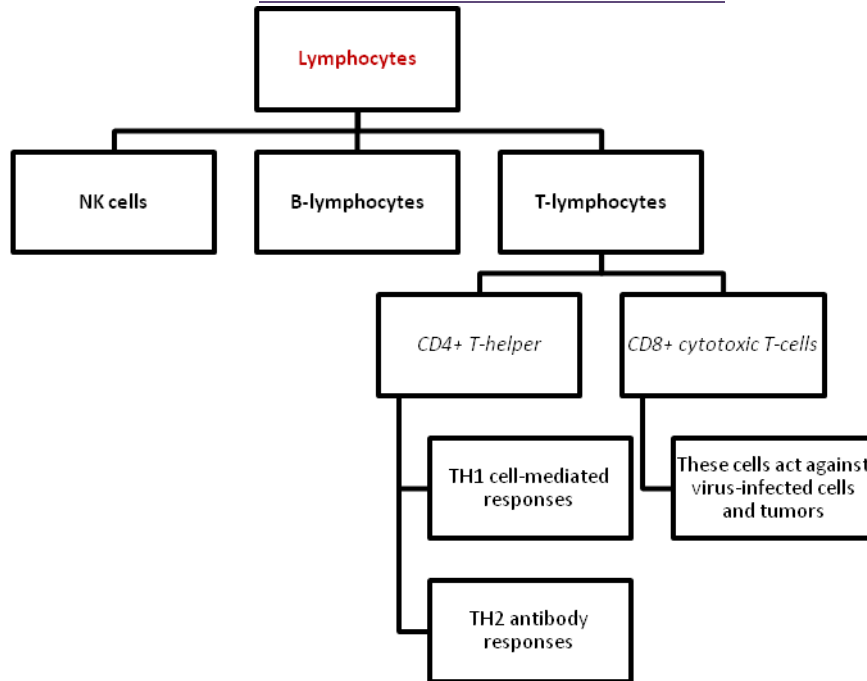 Lymphocytes
NK cells
B-lymphocytes
T-lymphocytes
CD4+ T-helper
CD8+ cytotoxic T-cells
TH1 cell-mediated
responses
These cells act against
virus-infected cells
and tumors
TH2 antibody
responses